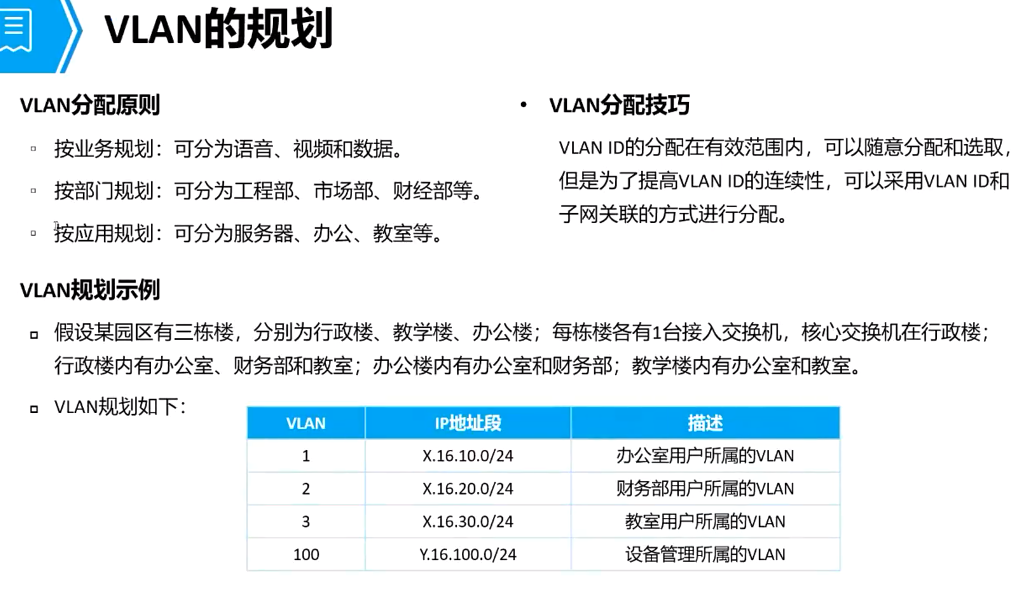 VLAN的规划
VLAN分配原则
按业务规划：可分为语音、视频和数据。
按部门规划：可分为工程部、市场部、财经部等。
按应用规划：可分为服务器、办公、教室等。
• VLAN分配技巧
VLAN ID的分配在有效范围内，可以随意分配和选取，
但是为了提高VLAN ID的连续性，可以采用VLAN ID和
子网关联的方式进行分配。
VLAN规划示例
假设某园区有三栋楼，分别为行政楼、教学楼、办公楼；每栋楼各有1台接入交换机，核心交换机在行政楼；
行政楼内有办公室、财务部和教室；办公楼内有办公室和财务部；教学楼内有办公室和教室。
VLAN规划如下：
VLAN IP地址段 描述
1 X.16.10.0/24 办公室用户所属的VLAN
2 X.16.20.0/24 财务部用户所属的VLAN
3 X.16.30.0/24 教室用户所属的VLAN
100 Y.16.100.0/24 设备管理所属的VLAN